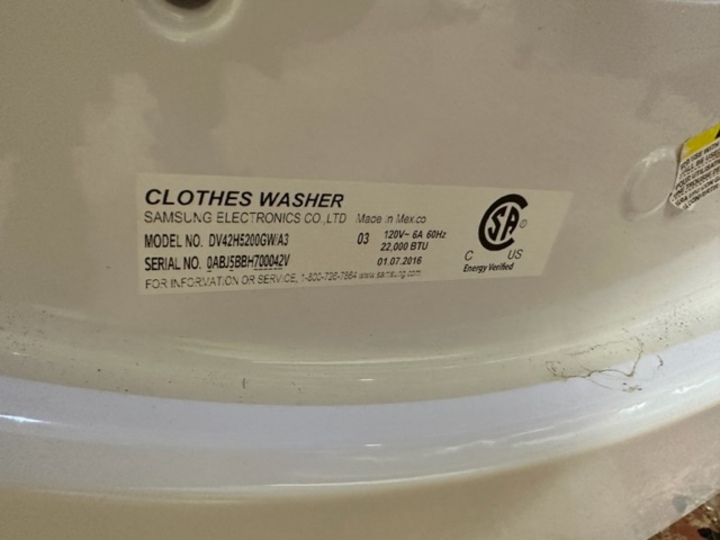 CLOTHES WASHER
SAMSUNG ELECTRONICS CO.,LTD Made in Mexico
MODEL NO. DV42H5200GW/A3 03 120V~ 6A 60Hz
22,000 BTU
SERIAL NO. 0ABJ5BBH700042V 01.07.2016
FOR INFORMATION OR SERVICE, 1-800-726-7864 www.samsung.com
CSA ®
C US
Energy Verified